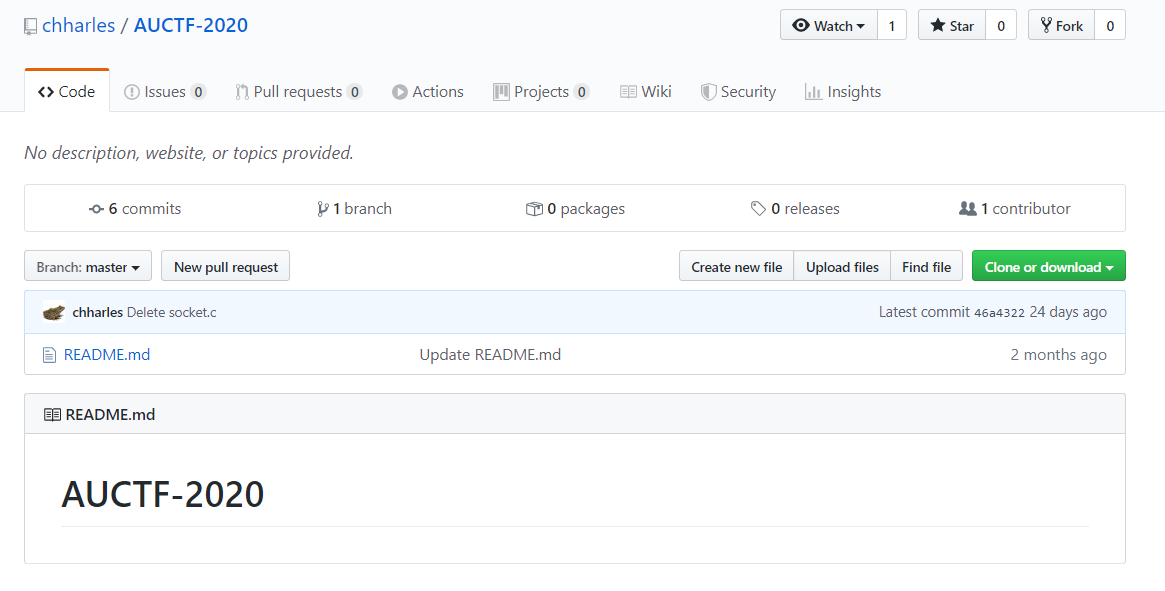 chharles / AUCTF-2020 Watch 1 Star 0 Fork 0
Code Issues 0 Pull requests 0 Actions Projects 0 Wiki Security Insights
No description, website, or topics provided.
6 commits 1 branch 0 packages 0 releases 1 contributor
Branch: master New pull request Create new file Upload files Find file Clone or download
chharles Delete socket.c Latest commit 46a4322 24 days ago
README.md Update README.md 2 months ago
README.md
AUCTF-2020